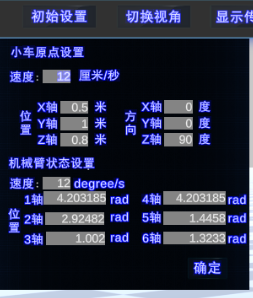 初始设置 切换视角 显示传
小车原点设置
速度: 12 厘米/秒
位置 X轴 0.5 米 方向 X轴 0 度
Y轴 1 米 Y轴 0 度
Z轴 0.8 米 Z轴 90 度
机械臂状态设置
速度: 12 degree/s
位置 1轴 4.203185 rad 4轴 4.203185 rad
2轴 2.92482 rad 5轴 1.4458 rad
3轴 1.002 rad 6轴 1.3233 rad
确定